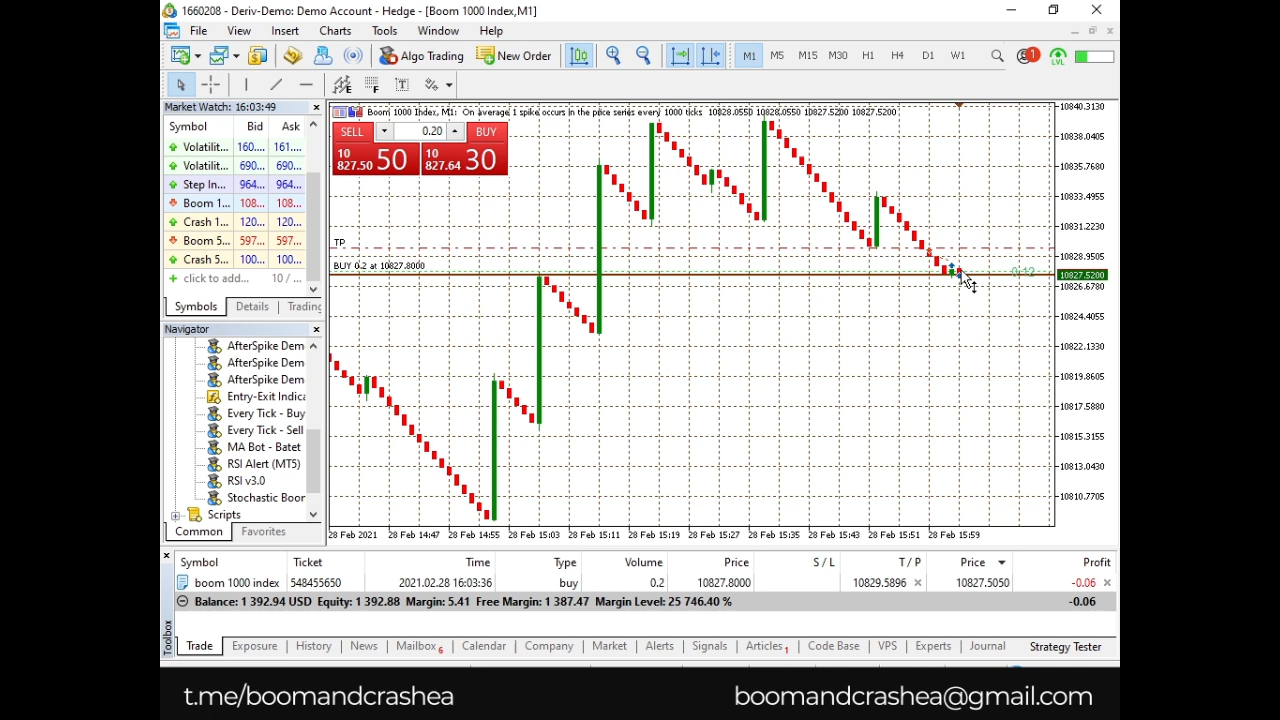 1660208 - Deriv-Demo: Demo Account - Hedge - [Boom 1000 Index,M1]
File View Insert Charts Tools Window Help
Algo Trading New Order M1 M5 M15 M30 H1 H4 D1 W1 1 LVL
Market Watch: 16:03:49
Symbol Bid Ask
Volatilit... 160.... 161....
Volatilit... 690... 690...
Step In... 964... 964...
Boom 1... 108... 108...
Crash 1... 120... 120...
Boom 5... 597... 597...
Crash 5... 100... 100...
click to add... 10 / ...
Symbols Details Trading
Navigator
AfterSpike Dem
AfterSpike Dem
AfterSpike Dem
Entry-Exit Indica
Every Tick - Buy
Every Tick - Sell
MA Bot - Batet
RSI Alert (MT5)
RSI v3.0
Stochastic Boor
Scripts
Common Favorites
Boom 1000 Index, M1: On average 1 spike occurs in the price series every 1000 ticks 10828.0550 10828.0550 10827.5200 10827.5200
SELL 0.20 BUY
10 827.50 50 10 827.64 30
TP
BUY 0.2 at 10827.8000
0:12
10840.3130
10838.0405
10835.7680
10833.4955
10831.2230
10828.9505
10827.5200
10826.6780
10824.4055
10822.1330
10819.8605
10817.5880
10815.3155
10813.0430
10810.7705
28 Feb 2021 28 Feb 14:47 28 Feb 14:55 28 Feb 15:03 28 Feb 15:11 28 Feb 15:19 28 Feb 15:27 28 Feb 15:35 28 Feb 15:43 28 Feb 15:51 28 Feb 15:59
Symbol Ticket Time Type Volume Price S / L T / P Price Profit
boom 1000 index 548455650 2021.02.28 16:03:36 buy 0.2 10827.8000 10829.5896 10827.5050 -0.06
Balance: 1 392.94 USD Equity: 1 392.88 Margin: 5.41 Free Margin: 1 387.47 Margin Level: 25 746.40 % -0.06
Toolbox
Trade Exposure History News Mailbox 6 Calendar Company Market Alerts Signals Articles 1 Code Base VPS Experts Journal Strategy Tester
t.me/boomandcrashea boomandcrashea@gmail.com